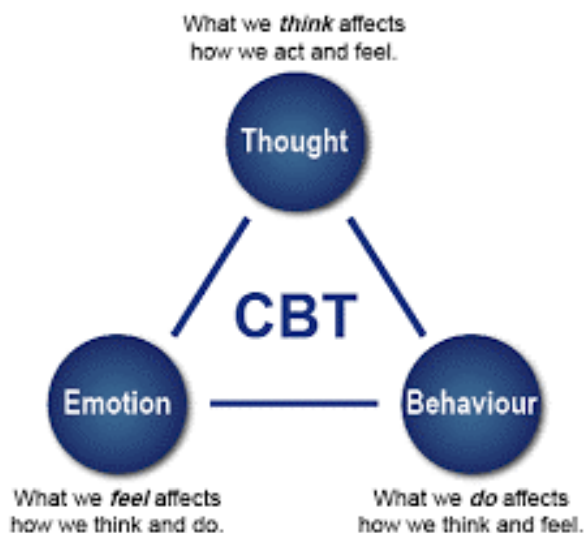 What we think affects
how we act and feel.
Thought
CBT
Emotion
Behaviour
What we feel affects
how we think and do.
What we do affects
how we think and feel.